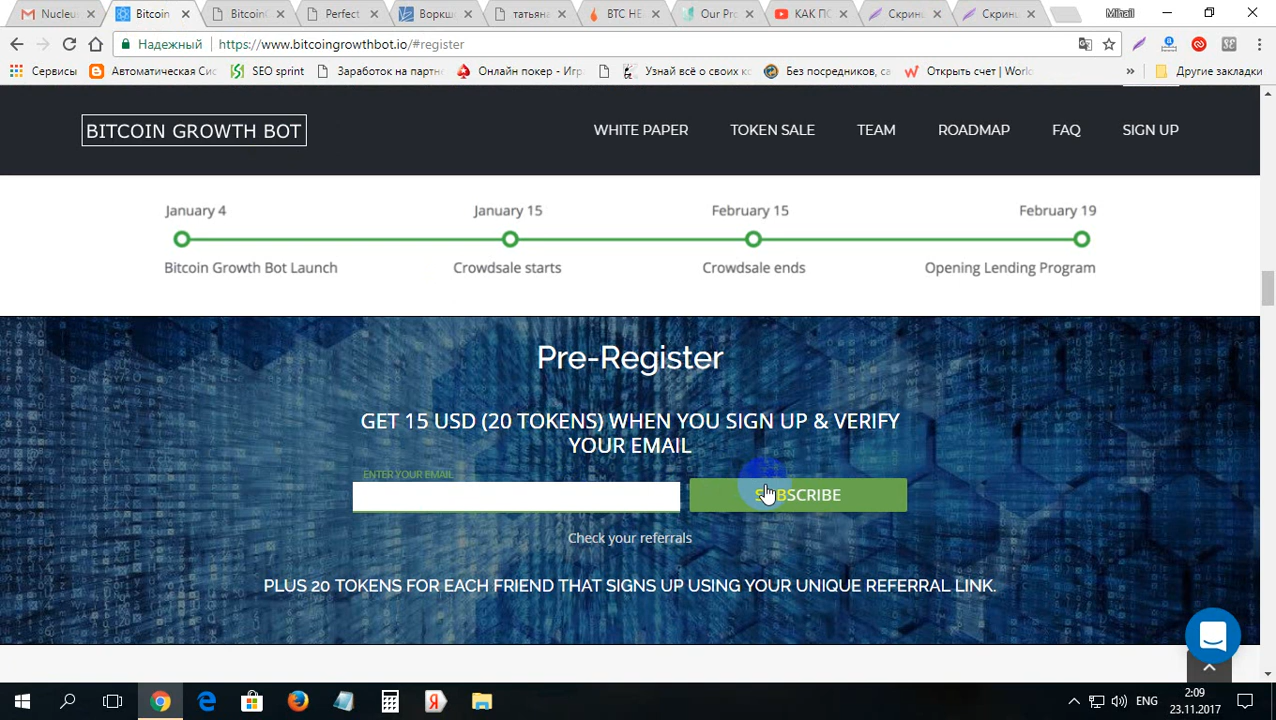 Nucleu
Bitcoin
Bitcoin
Perfect
Воркш
татьяна
BTC HE
Our Pro
КАК ПС
Скрин
Скрин
Mihail
Надежный
https://www.bitcoingrowthbot.io/#register
Сервисы
Автоматическая Сис
SEO sprint
Заработок на партн
Онлайн покер - Игр
Узнай всё о своих кс
Без посредников, са
Открыть счет | Worlc
Другие закладки
BITCOIN GROWTH BOT
WHITE PAPER
TOKEN SALE
TEAM
ROADMAP
FAQ
SIGN UP
January 4
January 15
February 15
February 19
Bitcoin Growth Bot Launch
Crowdsale starts
Crowdsale ends
Opening Lending Program
Pre-Register
GET 15 USD (20 TOKENS) WHEN YOU SIGN UP & VERIFY
YOUR EMAIL
ENTER YOUR EMAIL
SUBSCRIBE
Check your referrals
PLUS 20 TOKENS FOR EACH FRIEND THAT SIGNS UP USING YOUR UNIQUE REFERRAL LINK.
ENG
2:09
23.11.2017